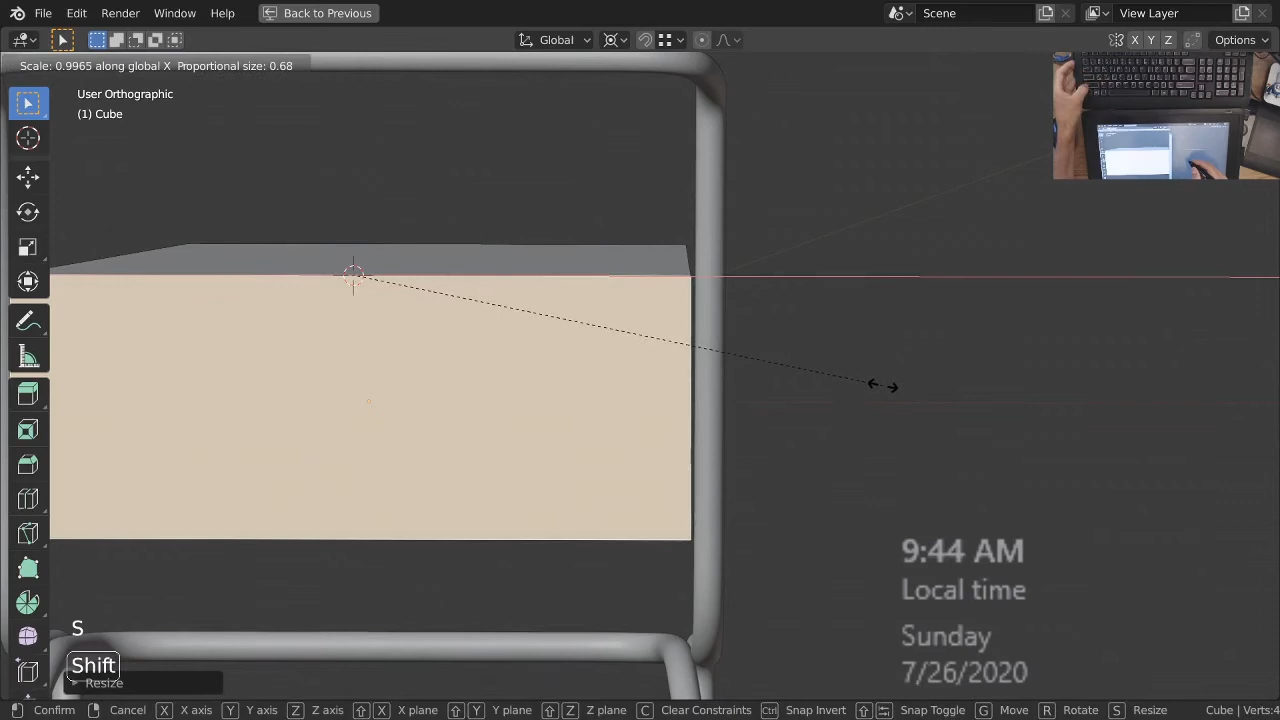 File Edit Render Window Help Back to Previous Scene View Layer
Global X Y Z Options
Scale: 0.9965 along global X Proportional size: 0.68
User Orthographic
(1) Cube
9:44 AM
Local time
Sunday
7/26/2020
S
Shift
Resize
Confirm Cancel X X axis Y Y axis Z Z axis X X plane Y Y plane Z Z plane C Clear Constraints Ctrl Snap Invert Snap Toggle G Move R Rotate S Resize Cube | Verts:4